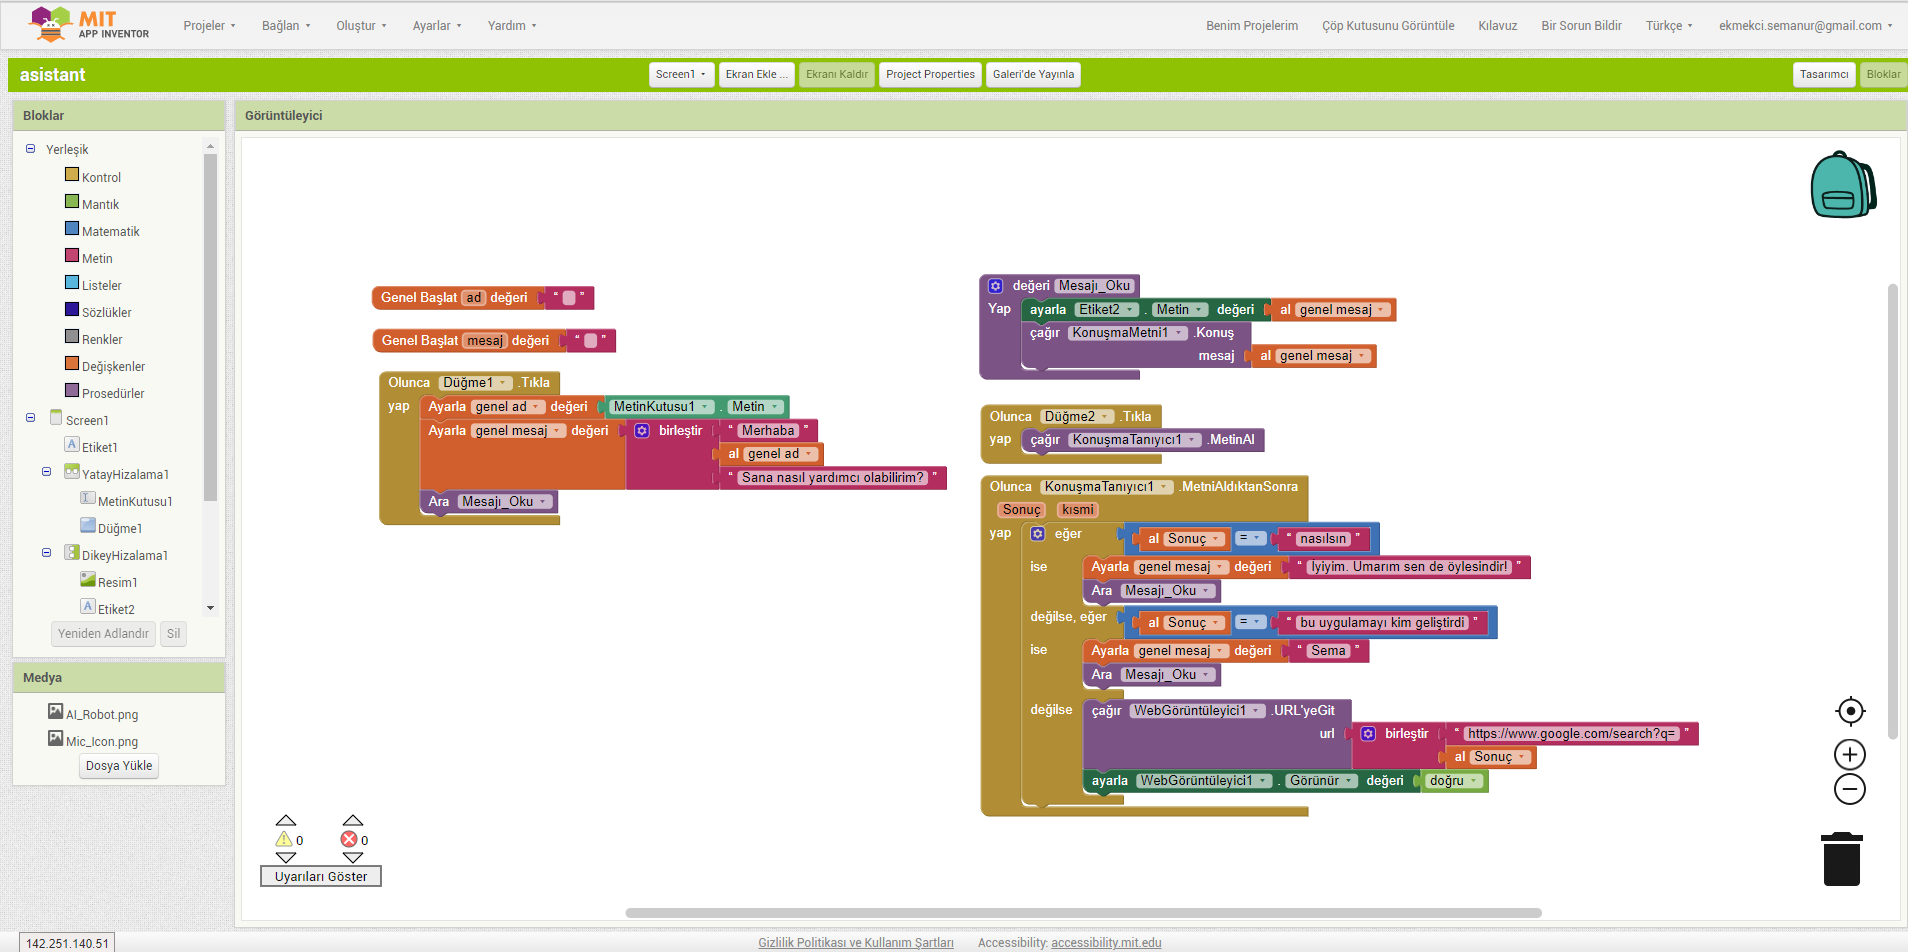 MIT
APP INVENTOR
Projeler
Bağlan
Oluştur
Ayarlar
Yardım
Benim Projelerim
Çöp Kutusunu Görüntüle
Kılavuz
Bir Sorun Bildir
Türkçe
ekmekci.semanur@gmail.com
asistant
Screen1
Ekran Ekle ...
Ekranı Kaldır
Project Properties
Galeri'de Yayınla
Tasarımcı
Bloklar
Bloklar
Yerleşik
Kontrol
Mantık
Matematik
Metin
Listeler
Sözlükler
Renkler
Değişkenler
Prosedürler
Screen1
Etiket1
YatayHizalama1
MetinKutusu1
Düğme1
DikeyHizalama1
Resim1
Etiket2
Yeniden Adlandır
Sil
Medya
AI_Robot.png
Mic_Icon.png
Dosya Yükle
Görüntüleyici
Genel Başlat ad değeri “ ”
Genel Başlat mesaj değeri “ ”
Olunca Düğme1 .Tıkla
yap Ayarla genel ad değeri MetinKutusu1 . Metin
Ayarla genel mesaj değeri birleştir “ Merhaba ”
al genel ad
“ Sana nasıl yardımcı olabilirim? ”
Ara Mesajı_Oku
değeri Mesajı_Oku
Yap ayarla Etiket2 . Metin değeri al genel mesaj
çağır KonuşmaMetni1 .Konuş
mesaj al genel mesaj
Olunca Düğme2 .Tıkla
yap çağır KonuşmaTanıyıcı1 .MetinAl
Olunca KonuşmaTanıyıcı1 .MetniAldıktanSonra
Sonuç kısmi
yap eğer al Sonuç = “ nasılsın ”
ise Ayarla genel mesaj değeri “ İyiyim. Umarım sen de öylesindir! ”
Ara Mesajı_Oku
değilse, eğer al Sonuç = “ bu uygulamayı kim geliştirdi ”
ise Ayarla genel mesaj değeri “ Sema ”
Ara Mesajı_Oku
değilse çağır WebGörüntüleyici1 .URL'yeGit
url birleştir “ https://www.google.com/search?q= ”
al Sonuç
ayarla WebGörüntüleyici1 . Görünür değeri doğru
0
0
Uyarıları Göster
142.251.140.51
Gizlilik Politikası ve Kullanım Şartları
Accessibility: accessibility.mit.edu